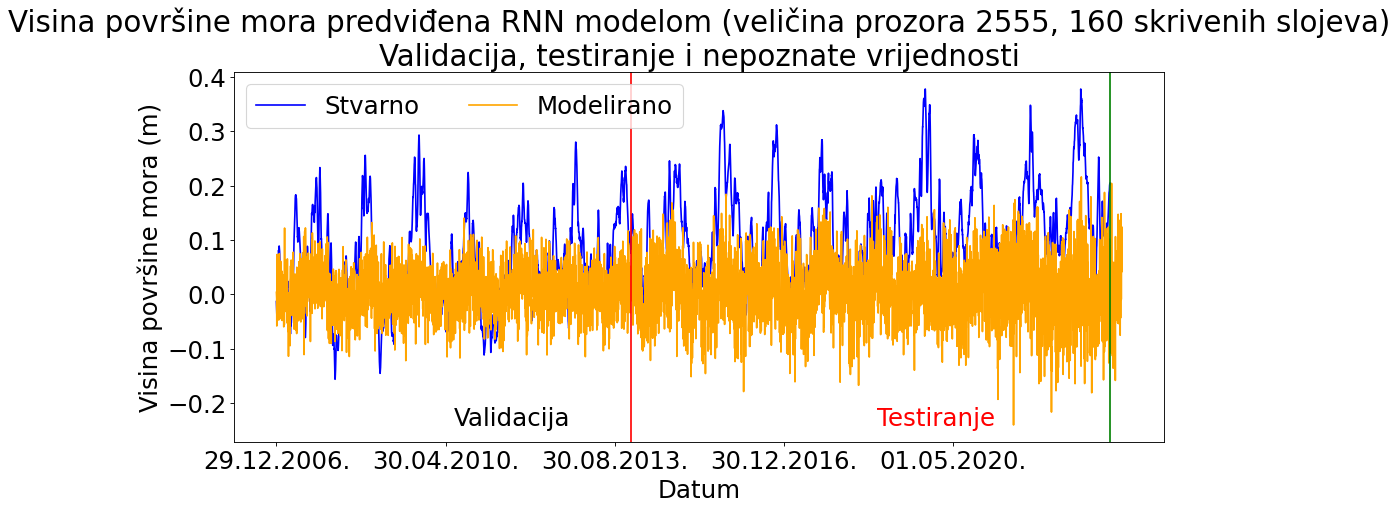 Visina površine mora predviđena RNN modelom (veličina prozora 2555, 160 skrivenih slojeva)
Validacija, testiranje i nepoznate vrijednosti
Stvarno
Modelirano
Visina površine mora (m)
0.4
0.3
0.2
0.1
0.0
−0.1
−0.2
Validacija
Testiranje
29.12.2006.
30.04.2010.
30.08.2013.
30.12.2016.
01.05.2020.
Datum